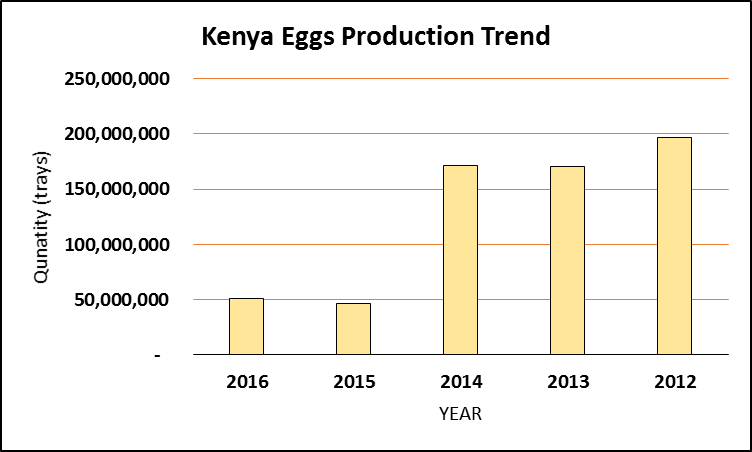 Kenya Eggs Production Trend
250,000,000
200,000,000
150,000,000
100,000,000
50,000,000
-
Qunatity (trays)
2016 2015 2014 2013 2012
YEAR